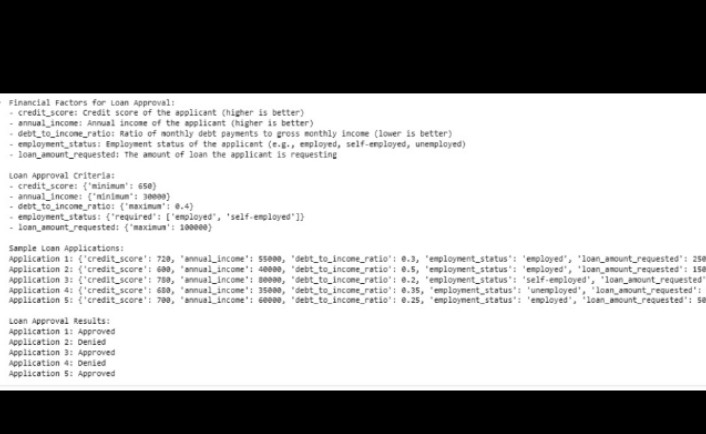 Financial Factors for Loan Approval:
- credit_score: Credit score of the applicant (higher is better)
- annual_income: Annual income of the applicant (higher is better)
- debt_to_income_ratio: Ratio of monthly debt payments to gross monthly income (lower is better)
- employment_status: Employment status of the applicant (e.g., employed, self-employed, unemployed)
- loan_amount_requested: The amount of loan the applicant is requesting
Loan Approval Criteria:
- credit_score: {'minimum': 650}
- annual_income: {'minimum': 30000}
- debt_to_income_ratio: {'maximum': 0.4}
- employment_status: {'required': ['employed', 'self-employed']}
- loan_amount_requested: {'maximum': 100000}
Sample Loan Applications:
Application 1: {'credit_score': 720, 'annual_income': 55000, 'debt_to_income_ratio': 0.3, 'employment_status': 'employed', 'loan_amount_requested': 250
Application 2: {'credit_score': 600, 'annual_income': 40000, 'debt_to_income_ratio': 0.5, 'employment_status': 'employed', 'loan_amount_requested': 150
Application 3: {'credit_score': 780, 'annual_income': 80000, 'debt_to_income_ratio': 0.2, 'employment_status': 'self-employed', 'loan_amount_requested'
Application 4: {'credit_score': 680, 'annual_income': 35000, 'debt_to_income_ratio': 0.35, 'employment_status': 'unemployed', 'loan_amount_requested':
Application 5: {'credit_score': 700, 'annual_income': 60000, 'debt_to_income_ratio': 0.25, 'employment_status': 'employed', 'loan_amount_requested': 50
Loan Approval Results:
Application 1: Approved
Application 2: Denied
Application 3: Approved
Application 4: Denied
Application 5: Approved